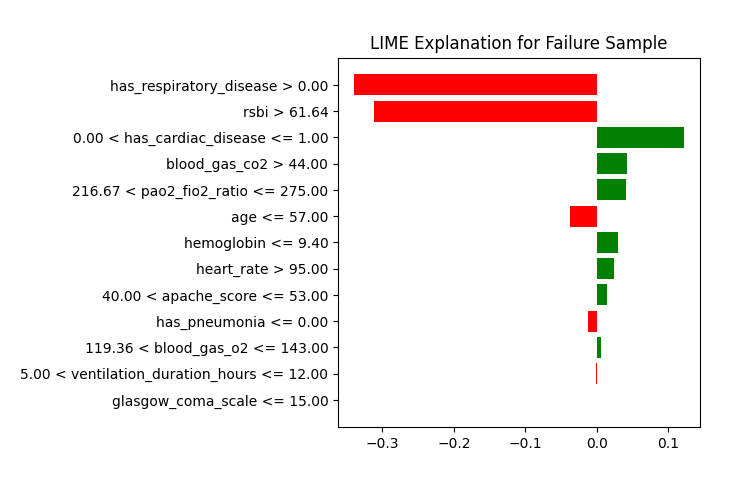 LIME Explanation for Failure Sample
has_respiratory_disease > 0.00
rsbi > 61.64
0.00 < has_cardiac_disease <= 1.00
blood_gas_co2 > 44.00
216.67 < pao2_fio2_ratio <= 275.00
age <= 57.00
hemoglobin <= 9.40
heart_rate > 95.00
40.00 < apache_score <= 53.00
has_pneumonia <= 0.00
119.36 < blood_gas_o2 <= 143.00
5.00 < ventilation_duration_hours <= 12.00
glasgow_coma_scale <= 15.00
−0.3 −0.2 −0.1 0.0 0.1